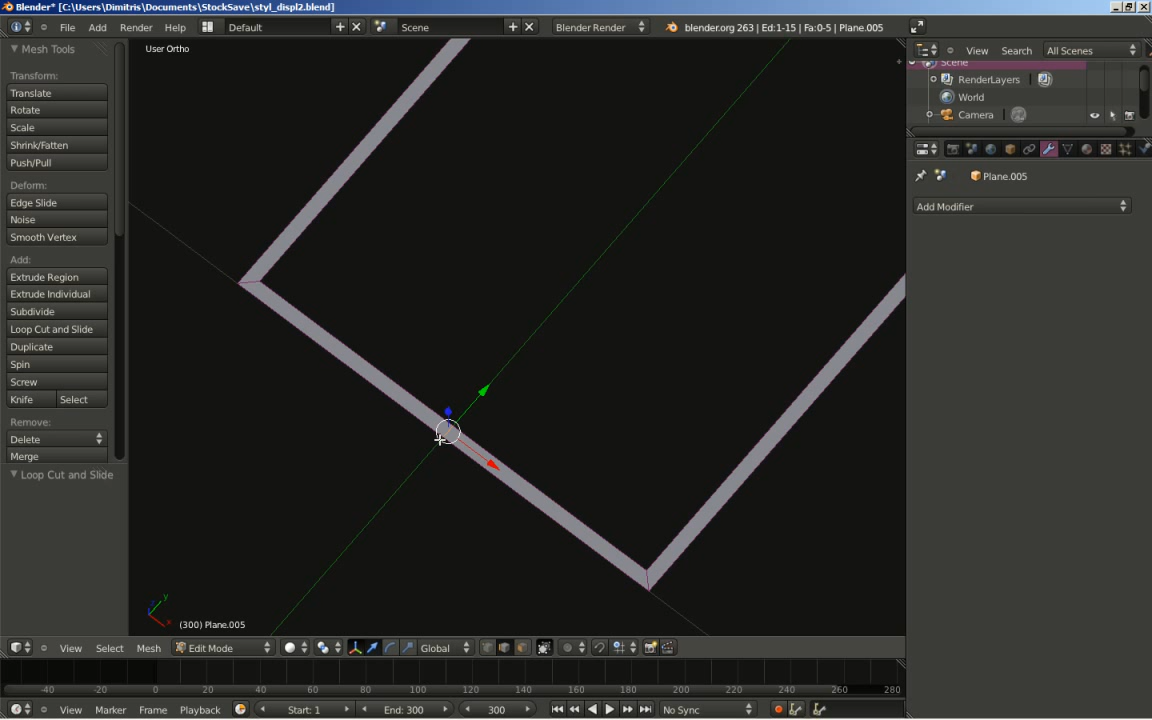 Blender* [C:\Users\Dimitris\Documents\StockSave\styl_displ2.blend]
File Add Render Help Default Scene Blender Render blender.org 263 | Ed:1-15 | Fa:0-5 | Plane.005
Mesh Tools
Transform:
Translate
Rotate
Scale
Shrink/Fatten
Push/Pull
Deform:
Edge Slide
Noise
Smooth Vertex
Add:
Extrude Region
Extrude Individual
Subdivide
Loop Cut and Slide
Duplicate
Spin
Screw
Knife Select
Remove:
Delete
Merge
Loop Cut and Slide
User Ortho
z y x
(300) Plane.005
View Search All Scenes
Scene
RenderLayers
World
Camera
Plane.005
Add Modifier
View Select Mesh Edit Mode Global
-40 -20 0 20 40 60 80 100 120 140 160 180 200 220 240 260 280
View Marker Frame Playback Start: 1 End: 300 300 No Sync